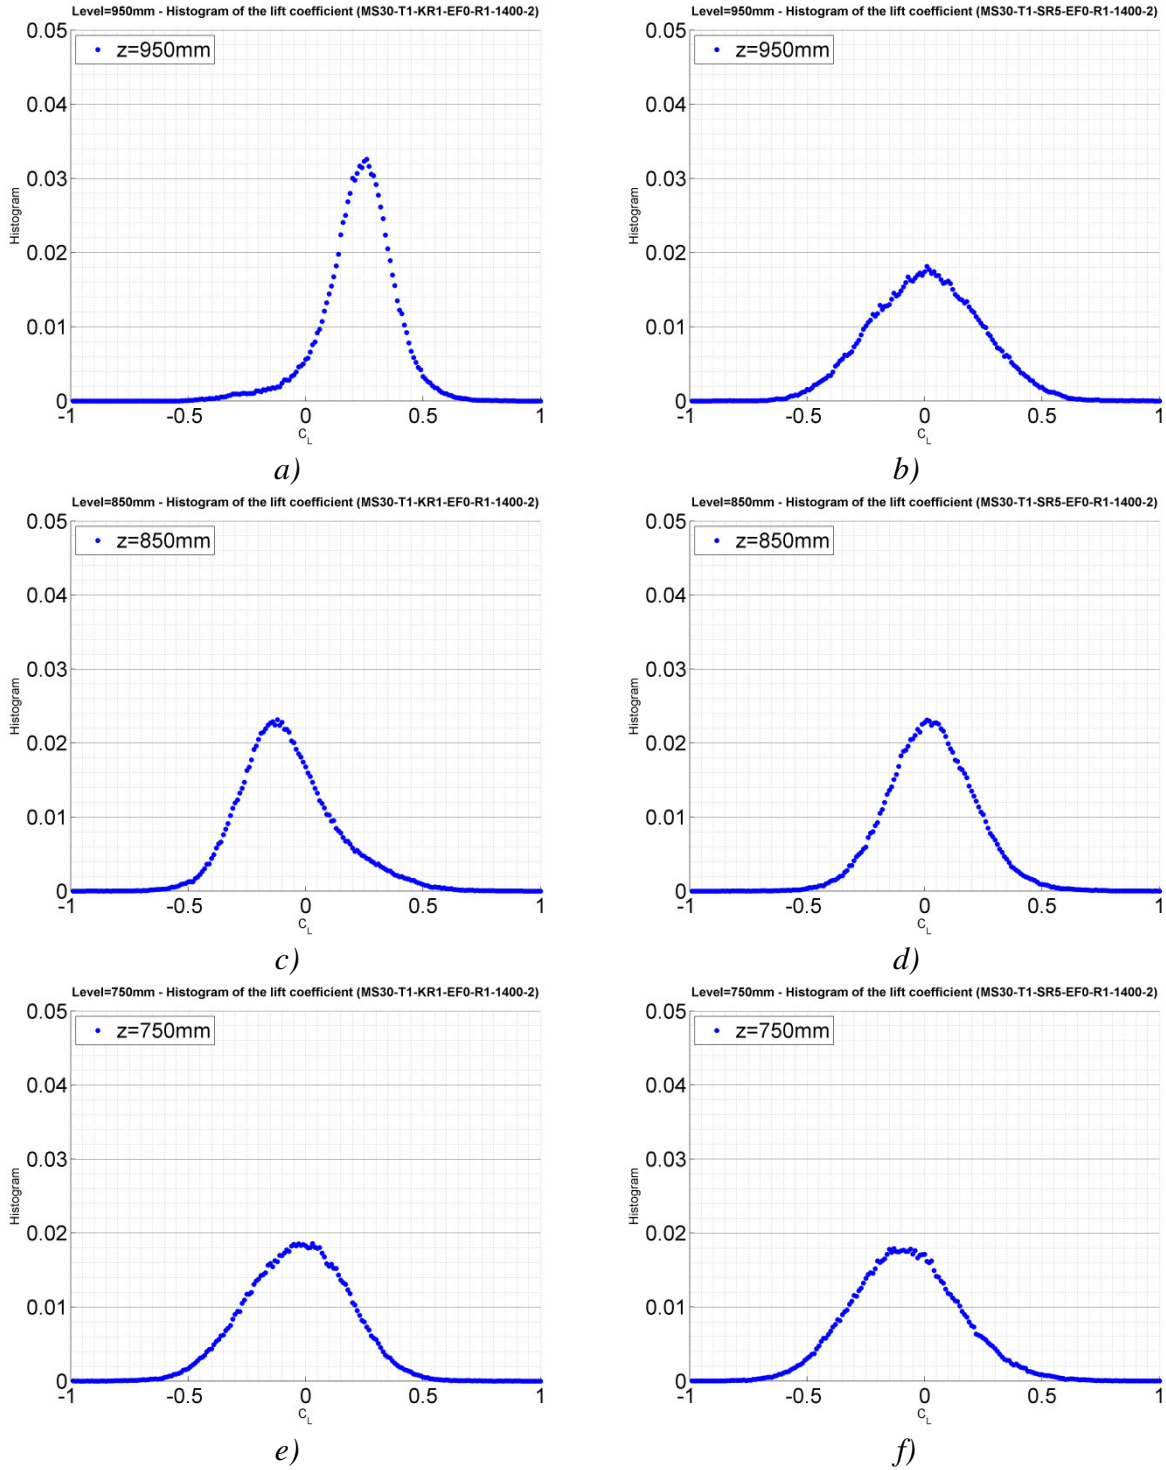 Level=950mm - Histogram of the lift coefficient (MS30-T1-KR1-EF0-R1-1400-2)
0.05
z=950mm
0.04
0.03
Histogram
0.02
0.01
0
-1
-0.5
0
0.5
1
C_L
a)
Level=950mm - Histogram of the lift coefficient (MS30-T1-SR5-EF0-R1-1400-2)
0.05
z=950mm
0.04
0.03
Histogram
0.02
0.01
0
-1
-0.5
0
0.5
1
C_L
b)
Level=850mm - Histogram of the lift coefficient (MS30-T1-KR1-EF0-R1-1400-2)
0.05
z=850mm
0.04
0.03
Histogram
0.02
0.01
0
-1
-0.5
0
0.5
1
C_L
c)
Level=850mm - Histogram of the lift coefficient (MS30-T1-SR5-EF0-R1-1400-2)
0.05
z=850mm
0.04
0.03
Histogram
0.02
0.01
0
-1
-0.5
0
0.5
1
C_L
d)
Level=750mm - Histogram of the lift coefficient (MS30-T1-KR1-EF0-R1-1400-2)
0.05
z=750mm
0.04
0.03
Histogram
0.02
0.01
0
-1
-0.5
0
0.5
1
C_L
e)
Level=750mm - Histogram of the lift coefficient (MS30-T1-SR5-EF0-R1-1400-2)
0.05
z=750mm
0.04
0.03
Histogram
0.02
0.01
0
-1
-0.5
0
0.5
1
C_L
f)